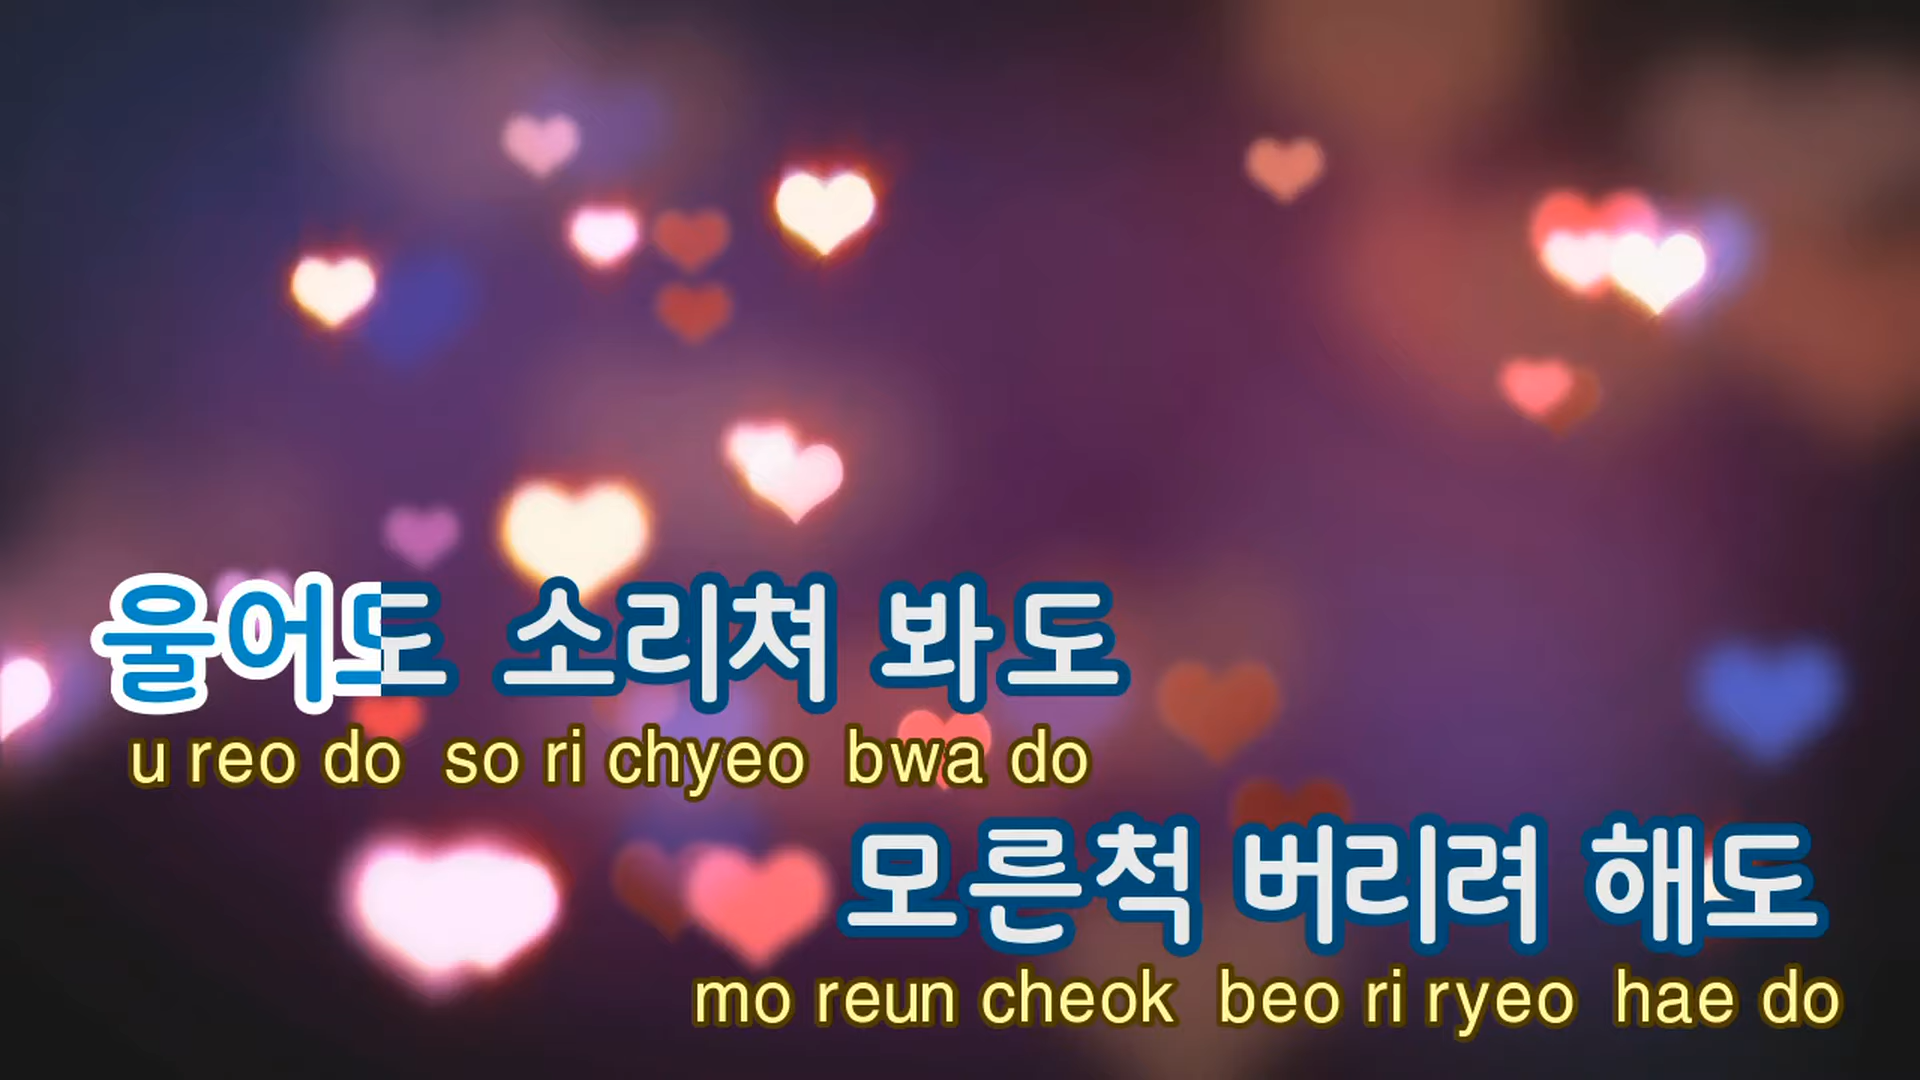 울어도 소리쳐 봐도
u reo do so ri chyeo bwa do
모른척 버리려 해도
mo reun cheok beo ri ryeo hae do